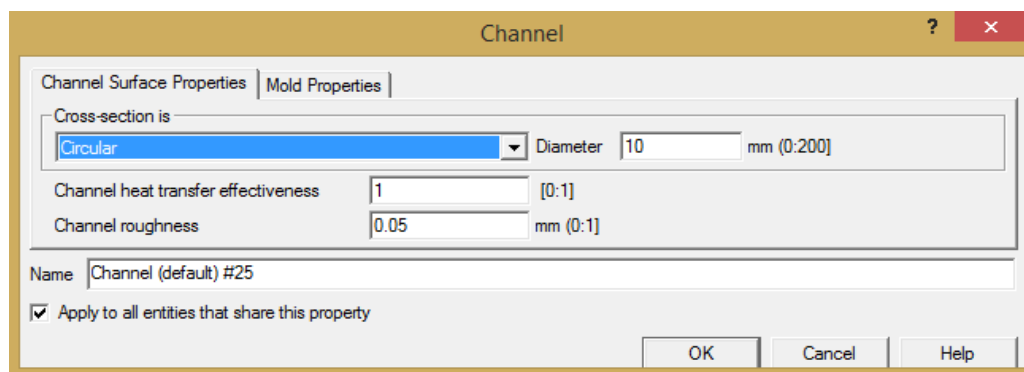 Channel
?
Channel Surface Properties Mold Properties
Cross-section is
Circular Diameter 10 mm (0:200]
Channel heat transfer effectiveness 1 [0:1]
Channel roughness 0.05 mm (0:1]
Name Channel (default) #25
Apply to all entities that share this property
OK Cancel Help